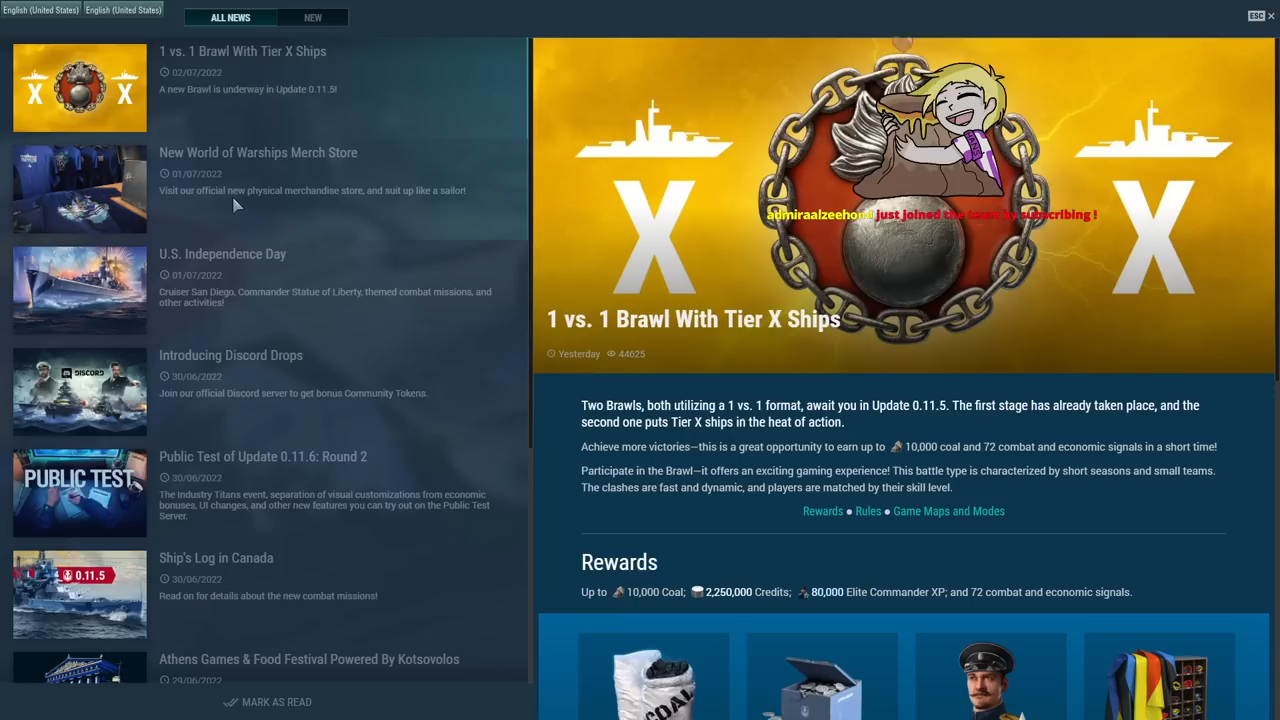 English (United States) English (United States)
ALL NEWS
NEW
ESC
1 vs. 1 Brawl With Tier X Ships
02/07/2022
A new Brawl is underway in Update 0.11.5!
X X
New World of Warships Merch Store
01/07/2022
Visit our official new physical merchandise store, and suit up like a sailor!
U.S. Independence Day
01/07/2022
Cruiser San Diego, Commander Statue of Liberty, themed combat missions, and
other activities!
Introducing Discord Drops
30/06/2022
Join our official Discord server to get bonus Community Tokens.
DISCORD
Public Test of Update 0.11.6: Round 2
30/06/2022
The Industry Titans event, separation of visual customizations from economic
bonuses, UI changes, and other new features you can try out on the Public Test
Server.
PUBLIC TEST
Ship's Log in Canada
30/06/2022
Read on for details about the new combat missions!
0.11.5
Athens Games & Food Festival Powered By Kotsovolos
29/06/2022
MARK AS READ
X X
admiraalzeehond just joined the team by subscribing !
1 vs. 1 Brawl With Tier X Ships
Yesterday 44625
Two Brawls, both utilizing a 1 vs. 1 format, await you in Update 0.11.5. The first stage has already taken place, and the
second one puts Tier X ships in the heat of action.
Achieve more victories—this is a great opportunity to earn up to 10,000 coal and 72 combat and economic signals in a short time!
Participate in the Brawl—it offers an exciting gaming experience! This battle type is characterized by short seasons and small teams.
The clashes are fast and dynamic, and players are matched by their skill level.
Rewards ● Rules ● Game Maps and Modes
Rewards
Up to 10,000 Coal; 2,250,000 Credits; 80,000 Elite Commander XP; and 72 combat and economic signals.
COAL